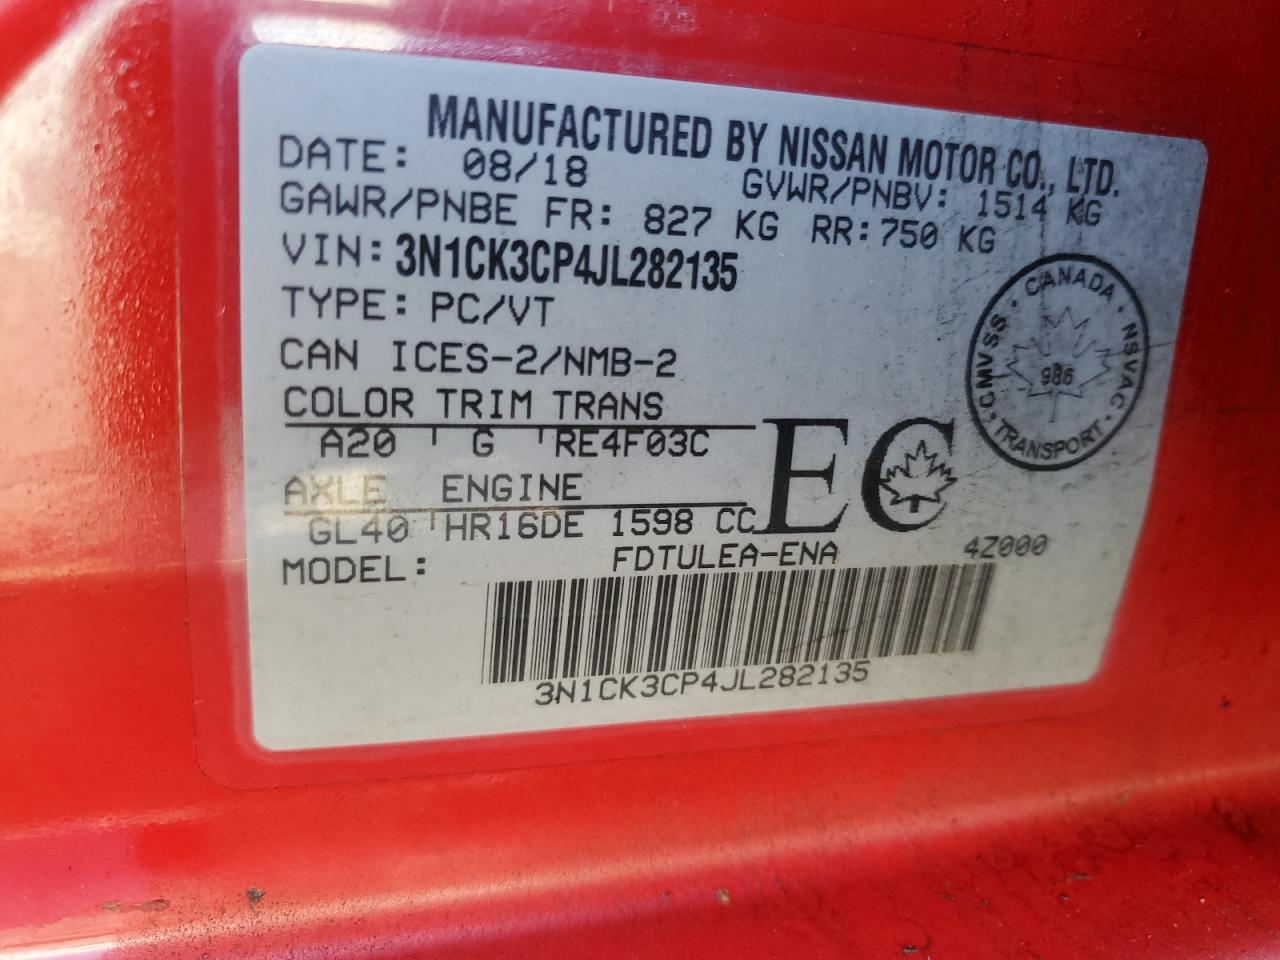 MANUFACTURED BY NISSAN MOTOR CO., LTD.
DATE: 08/18 GVWR/PNBV: 1514 KG
GAWR/PNBE FR: 827 KG RR: 750 KG
VIN: 3N1CK3CP4JL282135
TYPE: PC/VT
CAN ICES-2/NMB-2
COLOR TRIM TRANS
A20 G RE4F03C
AXLE ENGINE
GL40 HR16DE 1598 CC
EC
MODEL: FDTULEA-ENA 4Z000
3N1CK3CP4JL282135
CANADA · NSVAC · TRANSPORT · CMVSS ·
986